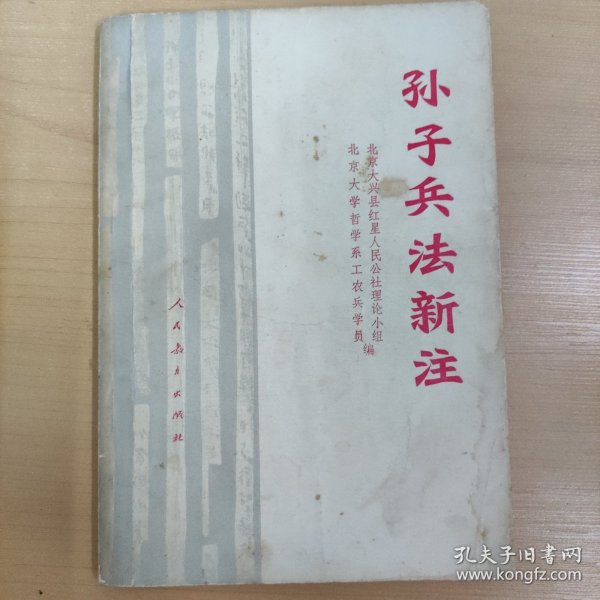 孙子兵法新注
北京大兴县红星人民公社理论小组
北京大学哲学系工农兵学员
编
人民教育出版社
孔夫子旧书网
www.kongfz.com